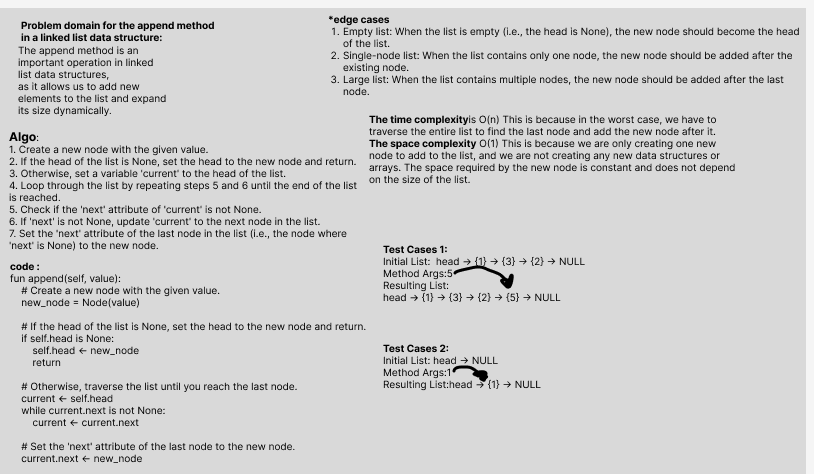 Problem domain for the append method
in a linked list data structure:
The append method is an
important operation in linked
list data structures,
as it allows us to add new
elements to the list and expand
its size dynamically.
Algo:
1. Create a new node with the given value.
2. If the head of the list is None, set the head to the new node and return.
3. Otherwise, set a variable 'current' to the head of the list.
4. Loop through the list by repeating steps 5 and 6 until the end of the list
is reached.
5. Check if the 'next' attribute of 'current' is not None.
6. If 'next' is not None, update 'current' to the next node in the list.
7. Set the 'next' attribute of the last node in the list (i.e., the node where
'next' is None) to the new node.
code :
fun append(self, value):
# Create a new node with the given value.
new_node = Node(value)
# If the head of the list is None, set the head to the new node and return.
if self.head is None:
self.head ← new_node
return
# Otherwise, traverse the list until you reach the last node.
current ← self.head
while current.next is not None:
current ← current.next
# Set the 'next' attribute of the last node to the new node.
current.next ← new_node
*edge cases
1. Empty list: When the list is empty (i.e., the head is None), the new node should become the head
of the list.
2. Single-node list: When the list contains only one node, the new node should be added after the
existing node.
3. Large list: When the list contains multiple nodes, the new node should be added after the last
node.
The time complexityis O(n) This is because in the worst case, we have to
traverse the entire list to find the last node and add the new node after it.
The space complexity O(1) This is because we are only creating one new
node to add to the list, and we are not creating any new data structures or
arrays. The space required by the new node is constant and does not depend
on the size of the list.
Test Cases 1:
Initial List: head → {1} → {3} → {2} → NULL
Method Args:5
Resulting List:
head → {1} → {3} → {2} → {5} → NULL
Test Cases 2:
Initial List: head → NULL
Method Args:1
Resulting List:head → {1} → NULL